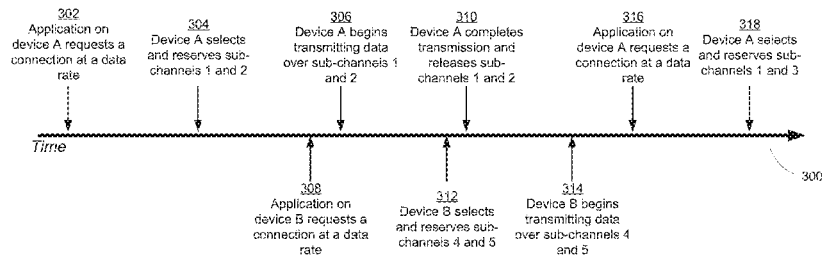 302
Application on
device A requests a
connection at a data
rate
304
Device A selects
and reserves sub-
channels 1 and 2
306
Device A begins
transmitting data
over sub-channels 1
and 2
310
Device A completes
transmission and
releases sub-
channels 1 and 2
316
Application on
device A requests a
connection at a data
rate
318
Device A selects
and reserves sub-
channels 1 and 3
Time
300
308
Application on
device B requests a
connection at a data
rate
312
Device B selects
and reserves sub-
channels 4 and 5
314
Device B begins
transmitting data
over sub-channels 4
and 5